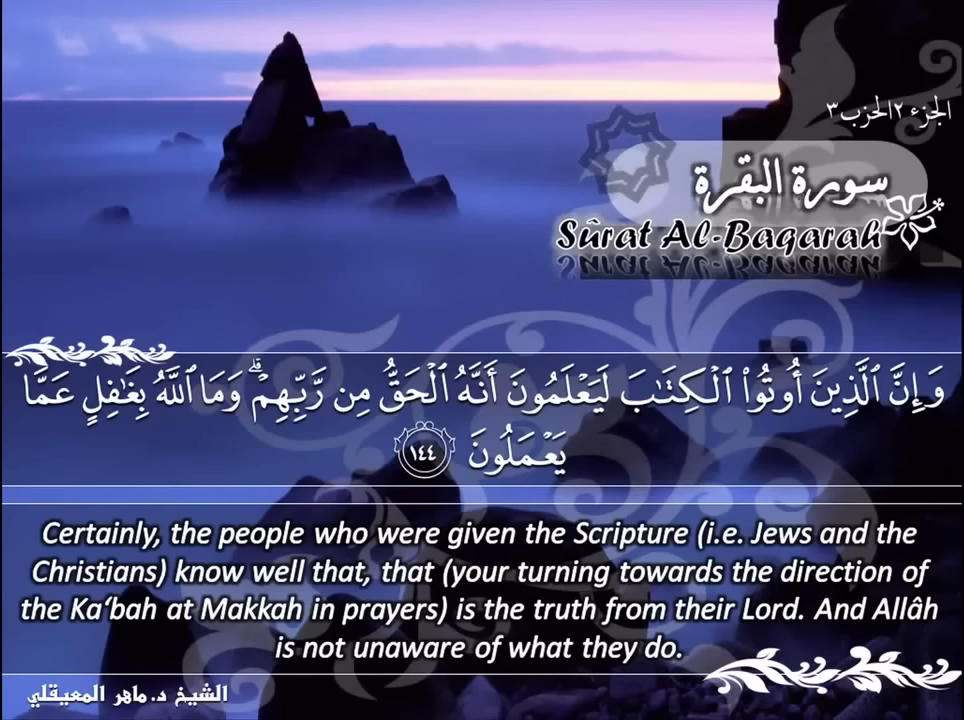 الجزء ٢ الحزب ٣
سورة البقرة
Sûrat Al-Baqarah
وَإِنَّ ٱلَّذِينَ أُوتُوا۟ ٱلْكِتَٰبَ لَيَعْلَمُونَ أَنَّهُ ٱلْحَقُّ مِن رَّبِّهِمْ ۗ وَمَا ٱللَّهُ بِغَٰفِلٍ عَمَّا
يَعْمَلُونَ ١٤٤
Certainly, the people who were given the Scripture (i.e. Jews and the
Christians) know well that, that (your turning towards the direction of
the Ka‘bah at Makkah in prayers) is the truth from their Lord. And Allâh
is not unaware of what they do.
الشيخ د. ماهر المعيقلي